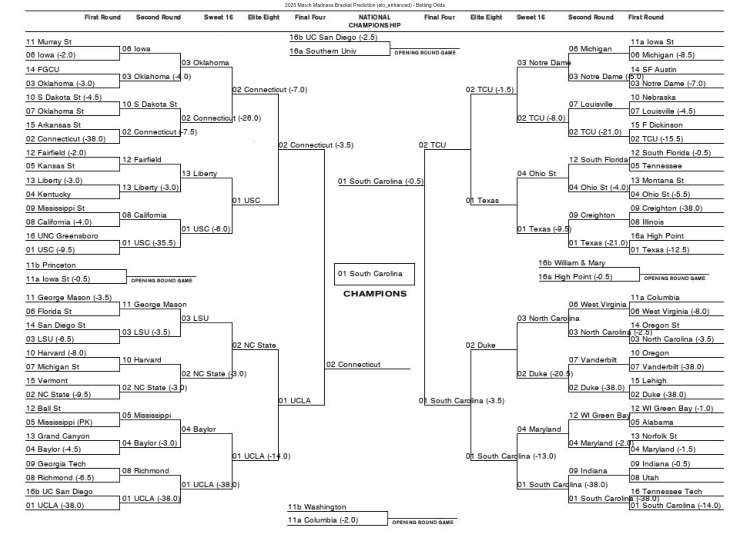 2025 March Madness Bracket Prediction (elo_enhanced) - Betting Odds
First Round Second Round Sweet 16 Elite Eight Final Four NATIONAL CHAMPIONSHIP Final Four Elite Eight Sweet 16 Second Round First Round
16b UC San Diego (-2.5)
16a Southern Univ
OPENING ROUND GAME
11 Murray St
06 Iowa (-2.0)
14 FGCU
03 Oklahoma (-3.0)
10 S Dakota St (-4.5)
07 Oklahoma St
15 Arkansas St
02 Connecticut (-38.0)
12 Fairfield (-2.0)
05 Kansas St
13 Liberty (-3.0)
04 Kentucky
09 Mississippi St
08 California (-4.0)
16 UNC Greensboro
01 USC (-9.5)
06 Iowa
03 Oklahoma (-4.0)
10 S Dakota St
02 Connecticut (-7.5)
12 Fairfield
13 Liberty (-3.0)
08 California
01 USC (-35.5)
03 Oklahoma
02 Connecticut (-26.0)
13 Liberty
01 USC (-6.0)
02 Connecticut (-7.0)
01 USC
02 Connecticut (-3.5)
11b Princeton
11a Iowa St (-0.5)
OPENING ROUND GAME
11 George Mason (-3.5)
06 Florida St
14 San Diego St
03 LSU (-6.5)
10 Harvard (-8.0)
07 Michigan St
15 Vermont
02 NC State (-9.5)
12 Ball St
05 Mississippi (PK)
13 Grand Canyon
04 Baylor (-4.5)
09 Georgia Tech
08 Richmond (-6.5)
16b UC San Diego
01 UCLA (-38.0)
11 George Mason
03 LSU (-3.5)
10 Harvard
02 NC State (-3.0)
05 Mississippi
04 Baylor (-3.0)
08 Richmond
01 UCLA (-38.0)
03 LSU
02 NC State (-3.0)
04 Baylor
01 UCLA (-38.0)
02 NC State
01 UCLA (-14.0)
01 UCLA
01 South Carolina (-0.5)
01 South Carolina
CHAMPIONS
02 Connecticut
02 TCU
02 TCU (-1.5)
01 Texas
03 Notre Dame
02 TCU (-8.0)
04 Ohio St
01 Texas (-9.5)
06 Michigan
03 Notre Dame (-5.0)
07 Louisville
02 TCU (-21.0)
12 South Florida
04 Ohio St (-4.0)
09 Creighton
01 Texas (-21.0)
11a Iowa St
06 Michigan (-8.5)
14 SF Austin
03 Notre Dame (-7.0)
10 Nebraska
07 Louisville (-4.5)
15 F Dickinson
02 TCU (-15.5)
12 South Florida (-0.5)
05 Tennessee
13 Montana St
04 Ohio St (-5.5)
09 Creighton (-38.0)
08 Illinois
16a High Point
01 Texas (-12.5)
16b William & Mary
16a High Point (-0.5)
OPENING ROUND GAME
01 South Carolina (-3.5)
02 Duke
01 South Carolina (-13.0)
03 North Carolina
02 Duke (-20.5)
04 Maryland
01 South Carolina (-38.0)
06 West Virginia
03 North Carolina (-2.5)
07 Vanderbilt
02 Duke (-38.0)
12 WI Green Bay
04 Maryland (-2.0)
09 Indiana
01 South Carolina (-38.0)
11a Columbia
06 West Virginia (-8.0)
14 Oregon St
03 North Carolina (-3.5)
10 Oregon
07 Vanderbilt (-38.0)
15 Lehigh
02 Duke (-38.0)
12 WI Green Bay (-1.0)
05 Alabama
13 Norfolk St
04 Maryland (-1.5)
09 Indiana (-0.5)
08 Utah
16 Tennessee Tech
01 South Carolina (-14.0)
11b Washington
11a Columbia (-2.0)
OPENING ROUND GAME